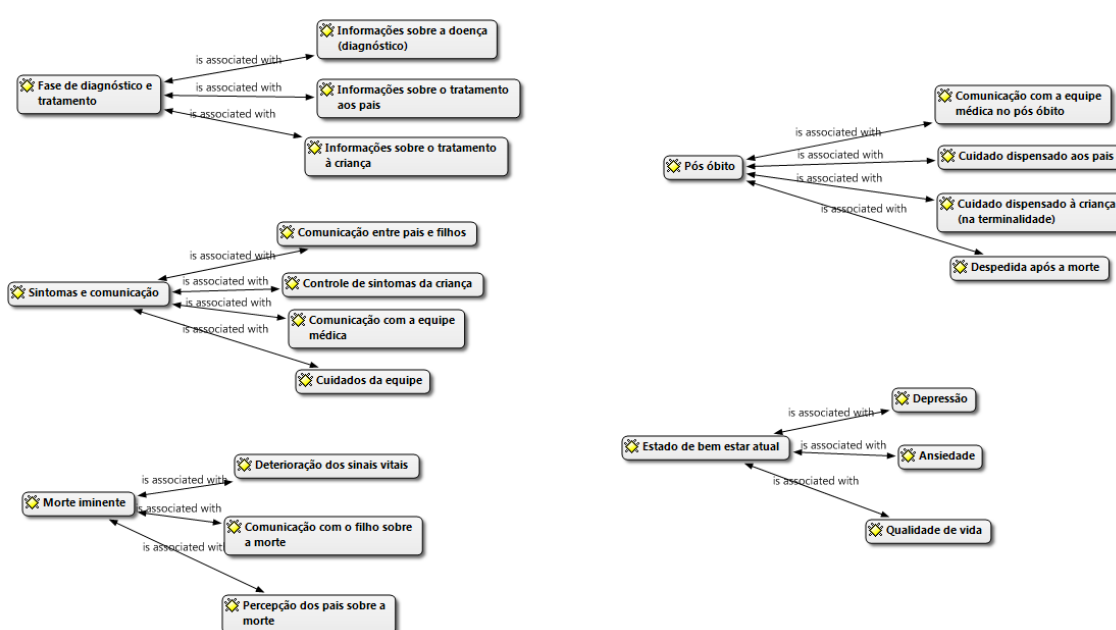 Informações sobre a doença
(diagnóstico)
is associated with
Fase de diagnóstico e
tratamento
is associated with
Informações sobre o tratamento
aos pais
is associated with
Informações sobre o tratamento
à criança
Comunicação entre pais e filhos
is associated with
Sintomas e comunicação
is associated with
Controle de sintomas da criança
is associated with
Comunicação com a equipe
médica
is associated with
Cuidados da equipe
Deterioração dos sinais vitais
is associated with
Morte iminente
is associated with
Comunicação com o filho sobre
a morte
is associated with
Percepção dos pais sobre a
morte
Comunicação com a equipe
médica no pós óbito
is associated with
Pós óbito
is associated with
Cuidado dispensado aos pais
is associated with
Cuidado dispensado à criança
(na terminalidade)
is associated with
Despedida após a morte
Depressão
is associated with
Estado de bem estar atual
is associated with
Ansiedade
is associated with
Qualidade de vida